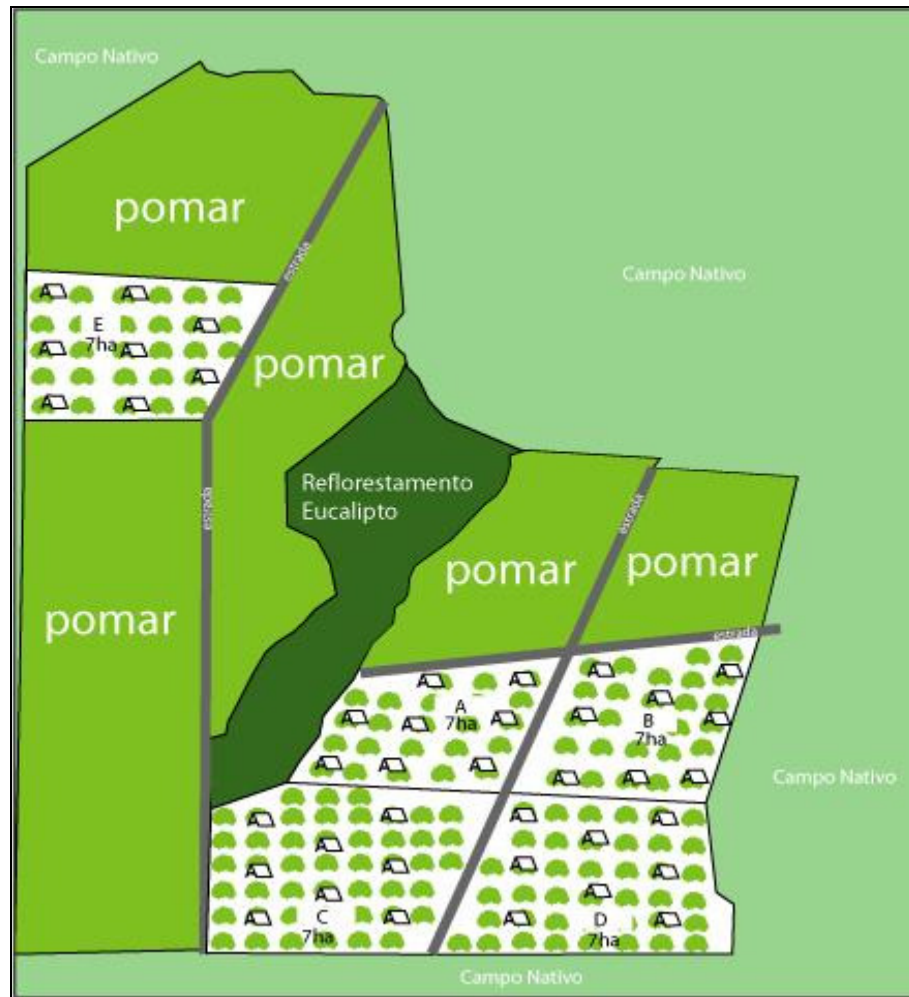 Campo Nativo
pomar
estrada
Campo Nativo
E
7ha
pomar
Reflorestamento
Eucalipto
estrada
estrada
pomar
pomar
pomar
estrada
A
7ha
B
7ha
Campo Nativo
C
7ha
D
7ha
Campo Nativo